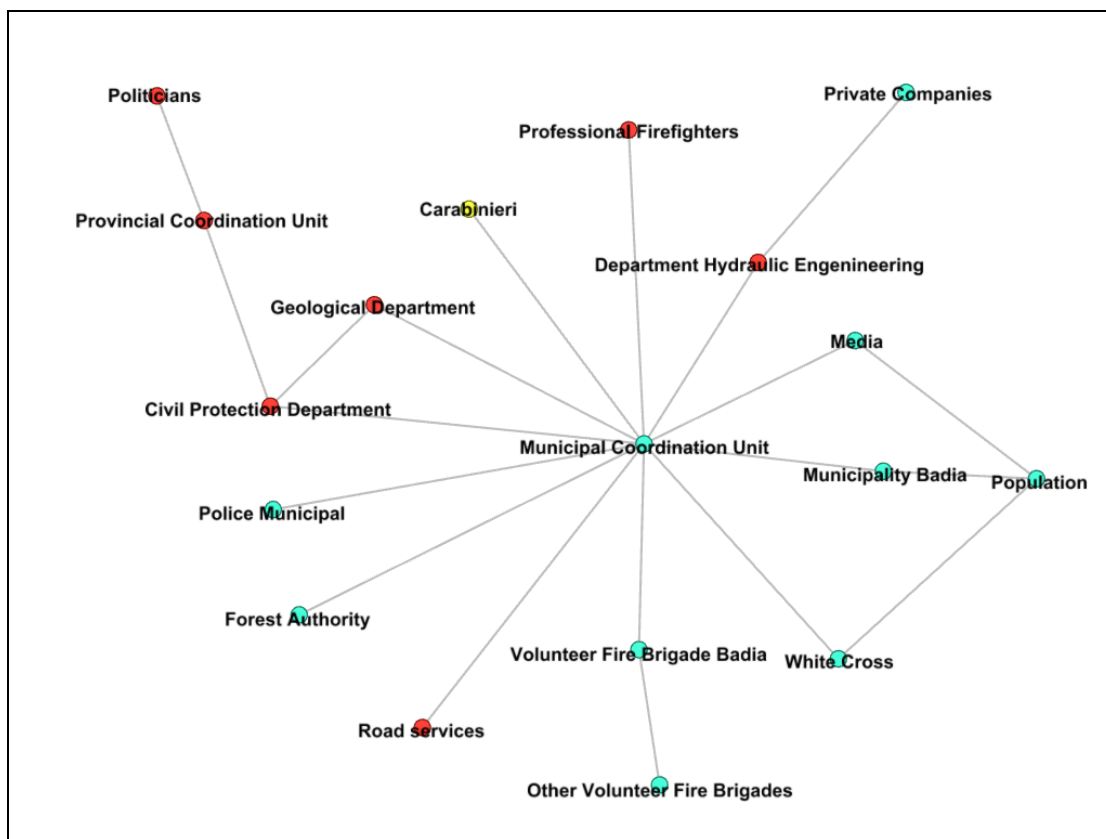 Politicians
Private Companies
Professional Firefighters
Carabinieri
Provincial Coordination Unit
Department Hydraulic Engenineering
Geological Department
Media
Civil Protection Department
Municipal Coordination Unit
Municipality Badia
Population
Police Municipal
Forest Authority
Volunteer Fire Brigade Badia
White Cross
Road services
Other Volunteer Fire Brigades